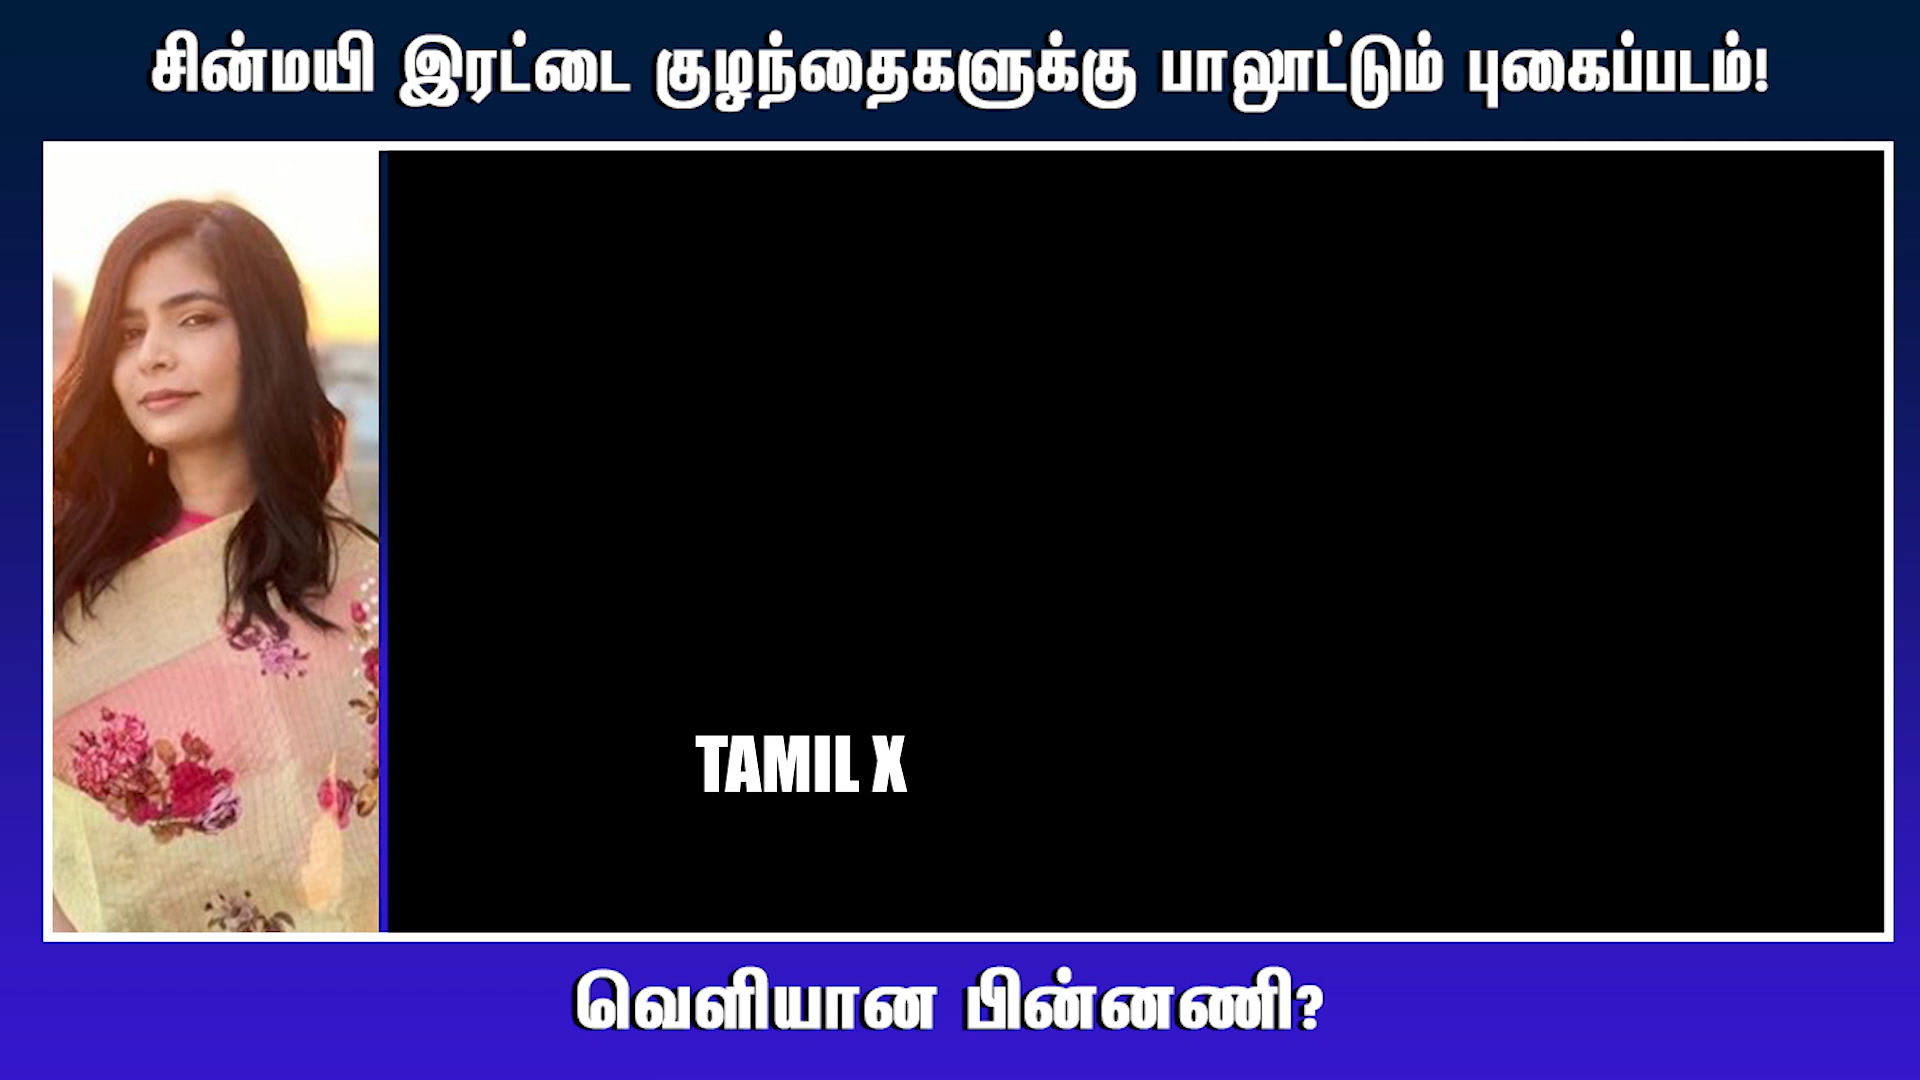 சின்மயி இரட்டை குழந்தைகளுக்கு பாலூட்டும் புகைப்படம்!
TAMIL X
வெளியான பின்னணி?